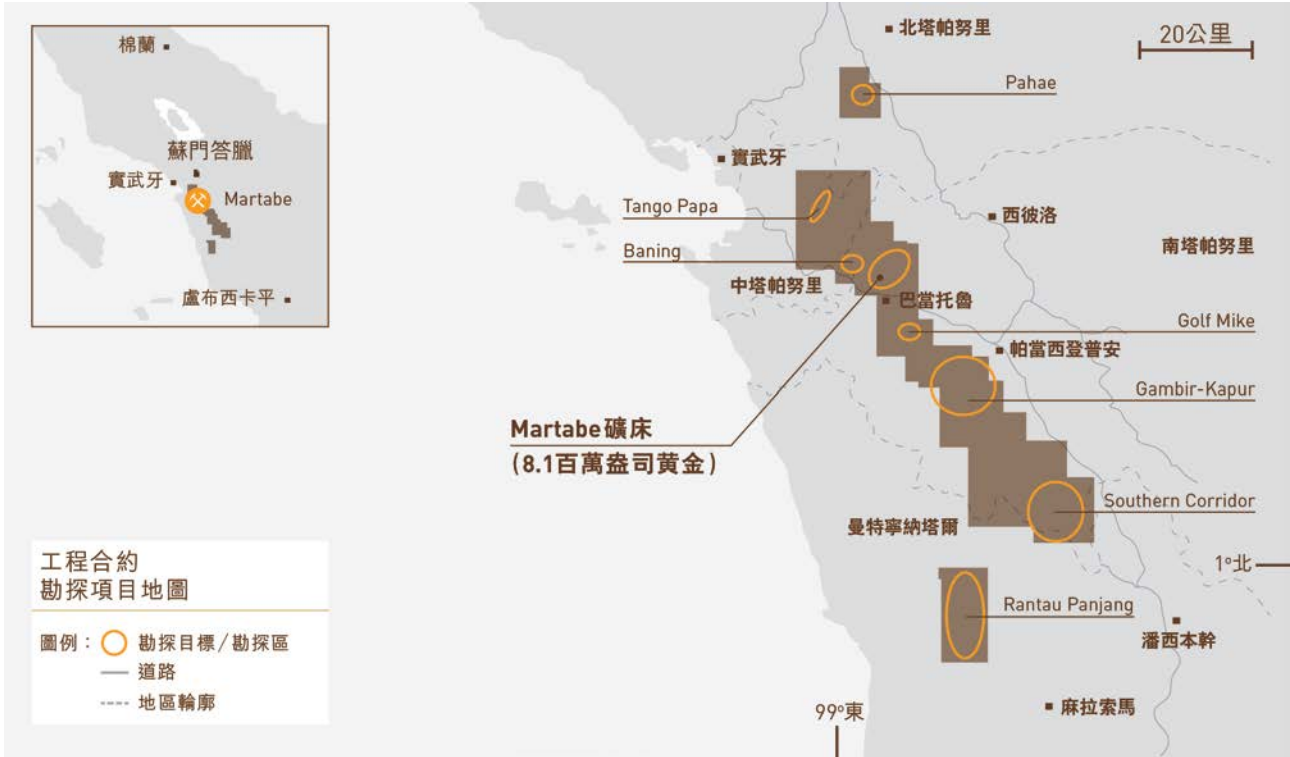 棉蘭
蘇門答臘
實武牙
Martabe
盧布西卡平
北塔帕努里
20公里
Pahae
實武牙
Tango Papa
西彼洛
南塔帕努里
Baning
中塔帕努里
巴當托魯
Golf Mike
帕當西登普安
Gambir-Kapur
Martabe礦床
(8.1百萬盎司黃金)
Southern Corridor
曼特寧納塔爾
1º北
Rantau Panjang
潘西本幹
麻拉索馬
99º東
工程合約
勘探項目地圖
圖例：
勘探目標/勘探區
道路
地區輪廓